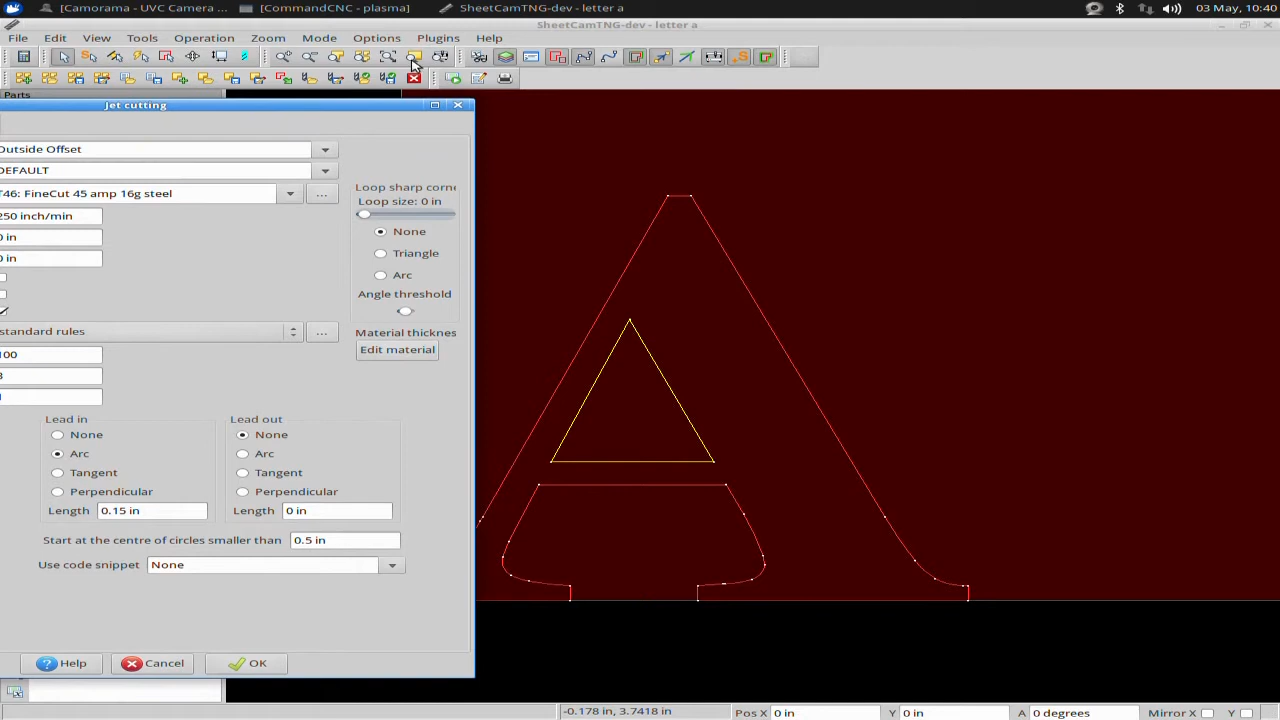 [Camorama - UVC Camera ... [CommandCNC - plasma] SheetCamTNG-dev - letter a 03 May, 10:40
SheetCamTNG-dev - letter a
File Edit View Tools Operation Zoom Mode Options Plugins Help
Parts
Jet cutting
Outside Offset
DEFAULT
T46: FineCut 45 amp 16g steel ...
250 inch/min
0 in
0 in
Loop sharp corne
Loop size: 0 in
None
Triangle
Arc
Angle threshold
standard rules ...
Material thicknes
Edit material
100
3
1
Lead in
None
Arc
Tangent
Perpendicular
Length 0.15 in
Lead out
None
Arc
Tangent
Perpendicular
Length 0 in
Start at the centre of circles smaller than 0.5 in
Use code snippet None
Help Cancel OK
-0.178 in, 3.7418 in Pos X 0 in Y 0 in A 0 degrees Mirror X Y